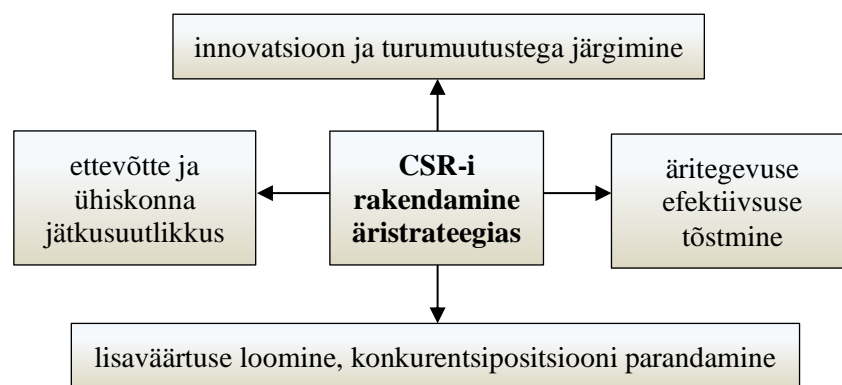 innovatsioon ja turumuutustega järgimine
ettevõtte ja
ühiskonna
jätkusuutlikkus
CSR-i
rakendamine
äristrateegias
äritegevuse
efektiivsuse
tõstmine
lisaväärtuse loomine, konkurentsipositsiooni parandamine